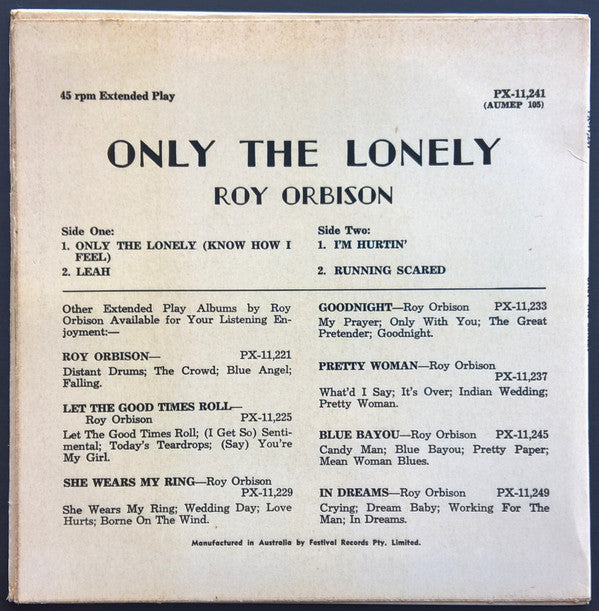 45 rpm Extended Play
PX-11,241
(AUMEP 105)
ONLY THE LONELY
ROY ORBISON
Side One:
1. ONLY THE LONELY (KNOW HOW I
FEEL)
2. LEAH
Side Two:
1. I'M HURTIN'
2. RUNNING SCARED
Other Extended Play Albums by Roy
Orbison Available for Your Listening En-
joyment:—
ROY ORBISON— PX-11,221
Distant Drums; The Crowd; Blue Angel;
Falling.
LET THE GOOD TIMES ROLL—
Roy Orbison PX-11,225
Let The Good Times Roll; (I Get So) Senti-
mental; Today's Teardrops; (Say) You're
My Girl.
SHE WEARS MY RING—Roy Orbison
PX-11,229
She Wears My Ring; Wedding Day; Love
Hurts; Borne On The Wind.
GOODNIGHT—Roy Orbison PX-11,233
My Prayer; Only With You; The Great
Pretender; Goodnight.
PRETTY WOMAN—Roy Orbison
PX-11,237
What'd I Say; It's Over; Indian Wedding;
Pretty Woman.
BLUE BAYOU—Roy Orbison PX-11,245
Candy Man; Blue Bayou; Pretty Paper;
Mean Woman Blues.
IN DREAMS—Roy Orbison PX-11,249
Crying; Dream Baby; Working For The
Man; In Dreams.
Manufactured in Australia by Festival Records Pty. Limited.